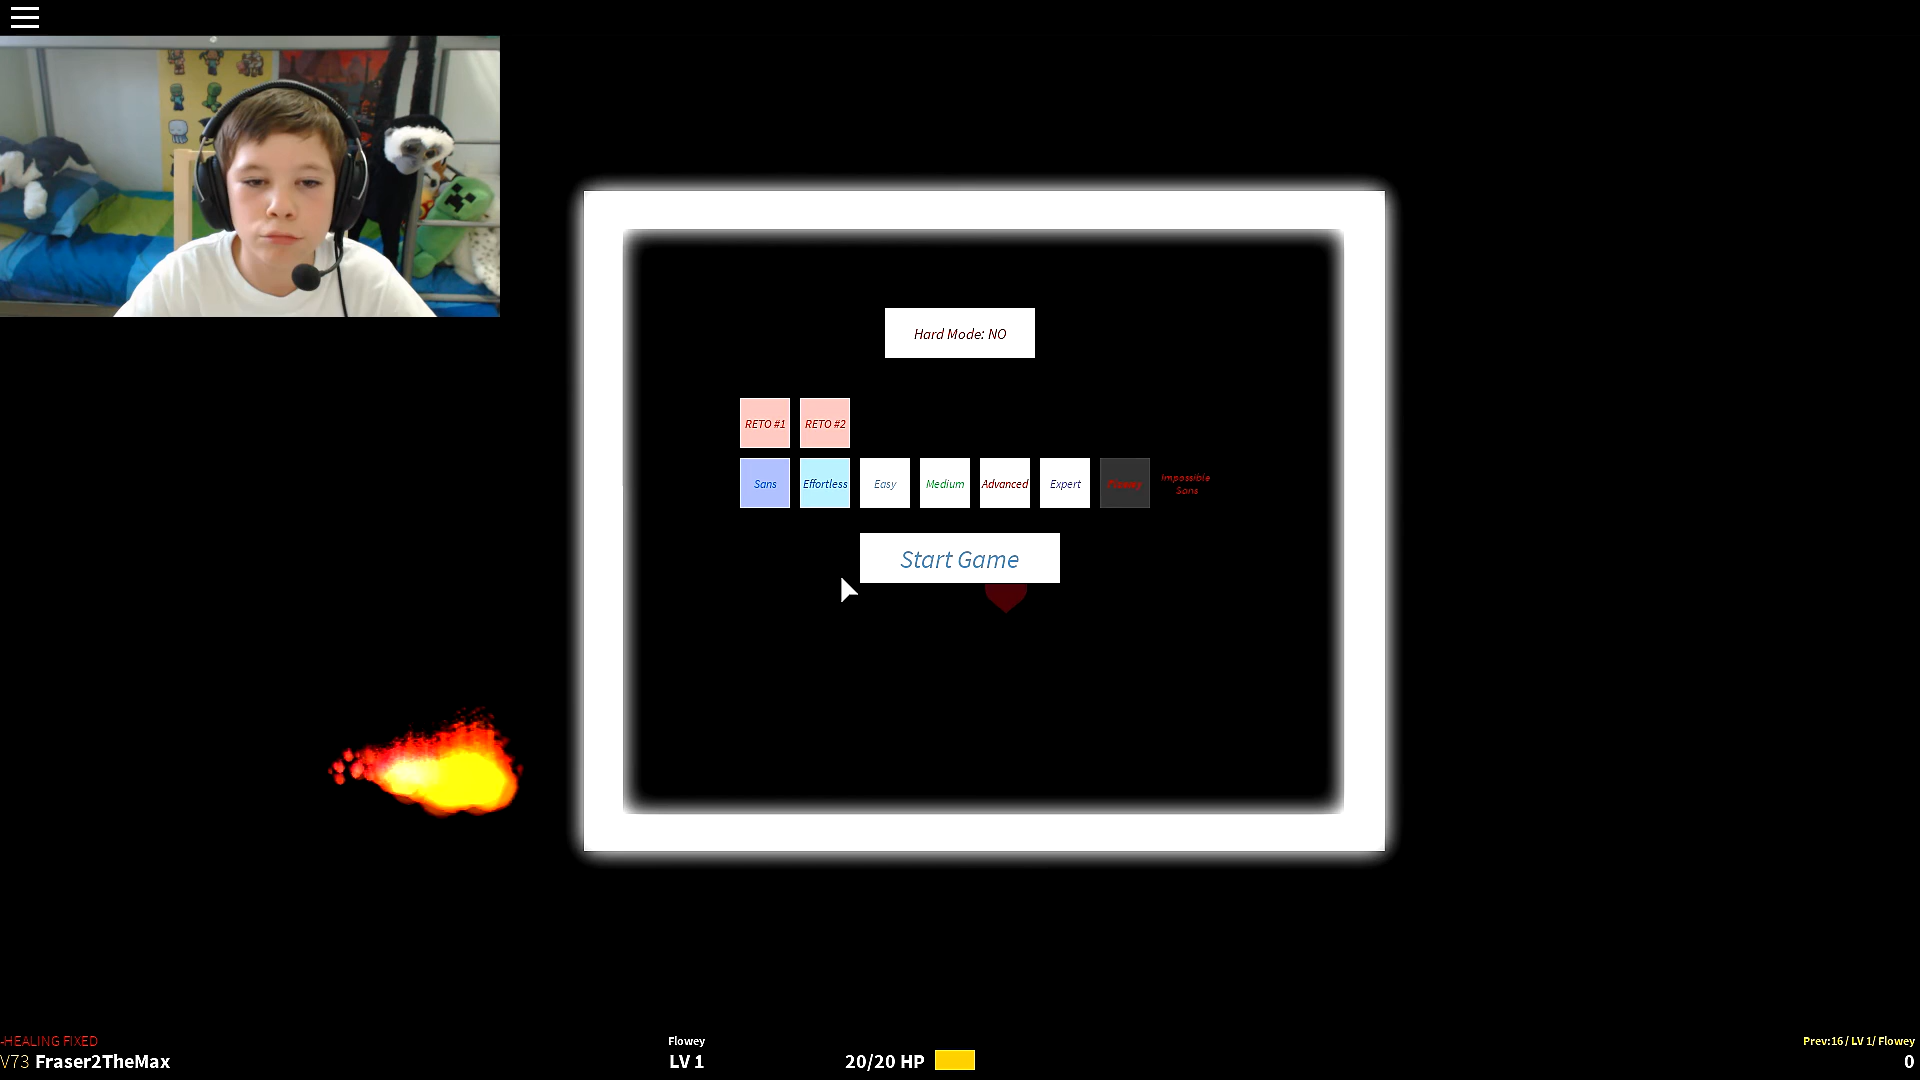 Hard Mode: NO
RETO #1 RETO #2
Sans Effortless Easy Medium Advanced Expert Flowey Impossible Sans
Start Game
-HEALING FIXED
V73 Fraser2TheMax
Flowey
LV 1
20/20 HP
Prev:16 / LV 1/ Flowey
0